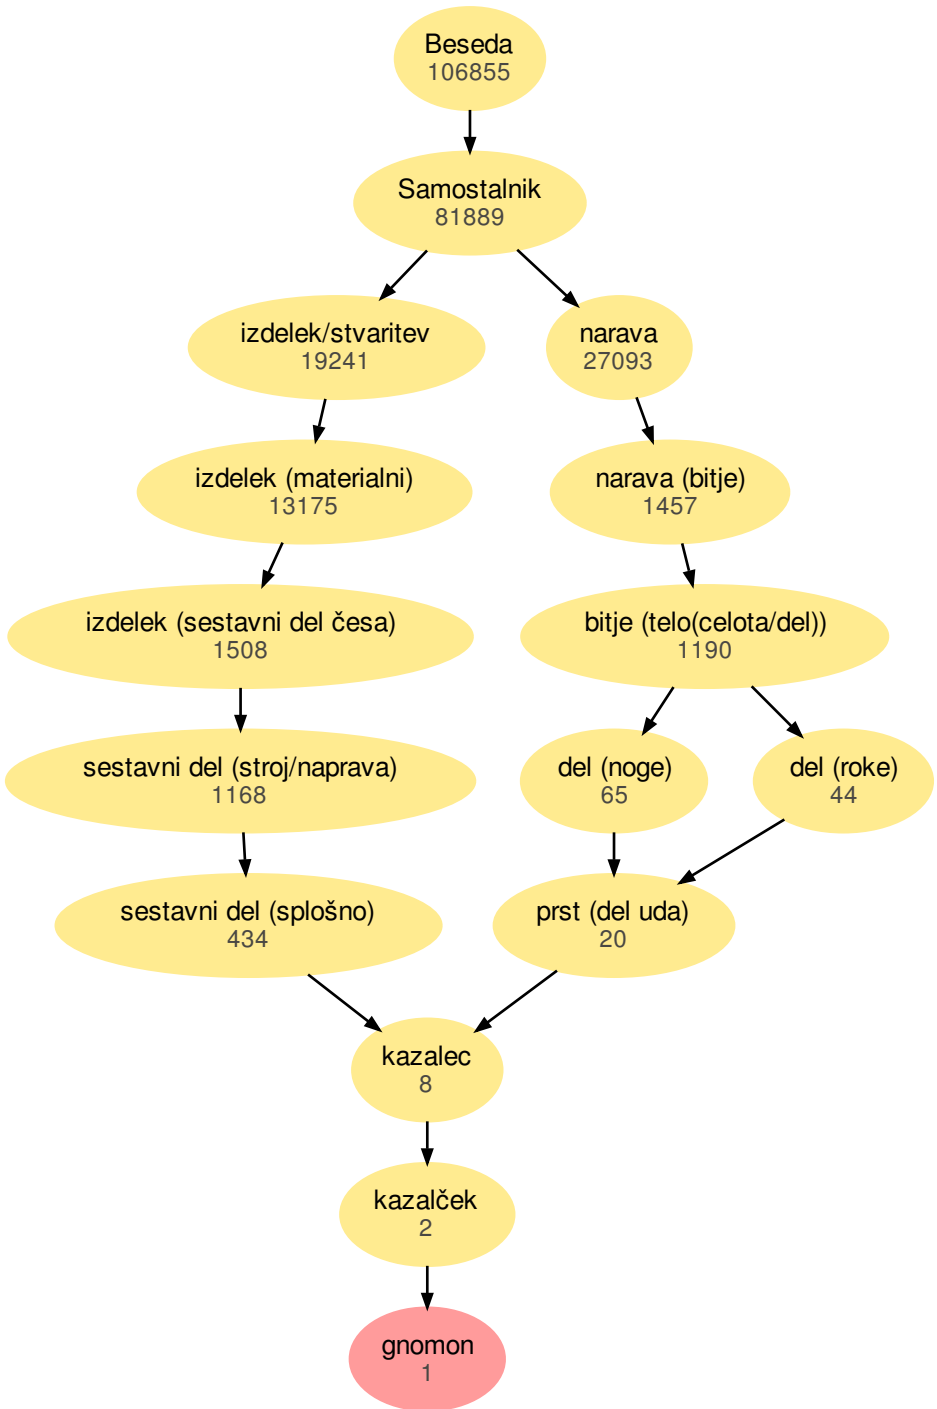 Beseda
106855
Samostalnik
81889
izdelek/stvaritev
19241
narava
27093
izdelek (materialni)
13175
narava (bitje)
1457
izdelek (sestavni del česa)
1508
bitje (telo(celota/del))
1190
sestavni del (stroj/naprava)
1168
del (noge)
65
del (roke)
44
sestavni del (splošno)
434
prst (del uda)
20
kazalec
8
kazalček
2
gnomon
1